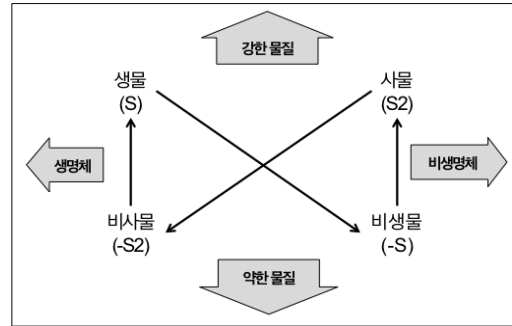 강한 물질
생물
(S)
사물
(S2)
생명체
비생명체
비사물
(-S2)
비생물
(-S)
약한 물질